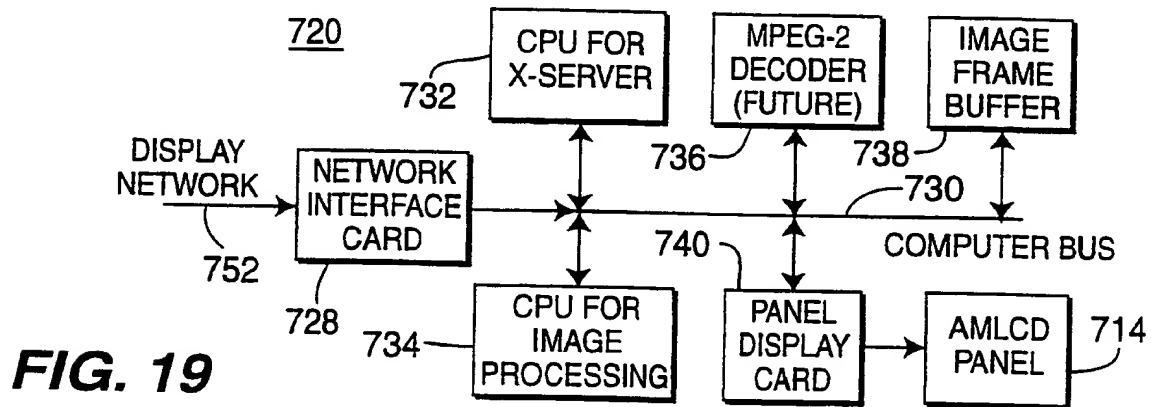 720
CPU FOR
X-SERVER
732
MPEG-2
DECODER
(FUTURE)
736
IMAGE
FRAME
BUFFER
738
DISPLAY
NETWORK
752
NETWORK
INTERFACE
CARD
728
730
COMPUTER BUS
734
CPU FOR
IMAGE
PROCESSING
740
PANEL
DISPLAY
CARD
AMLCD
PANEL
714
FIG. 19